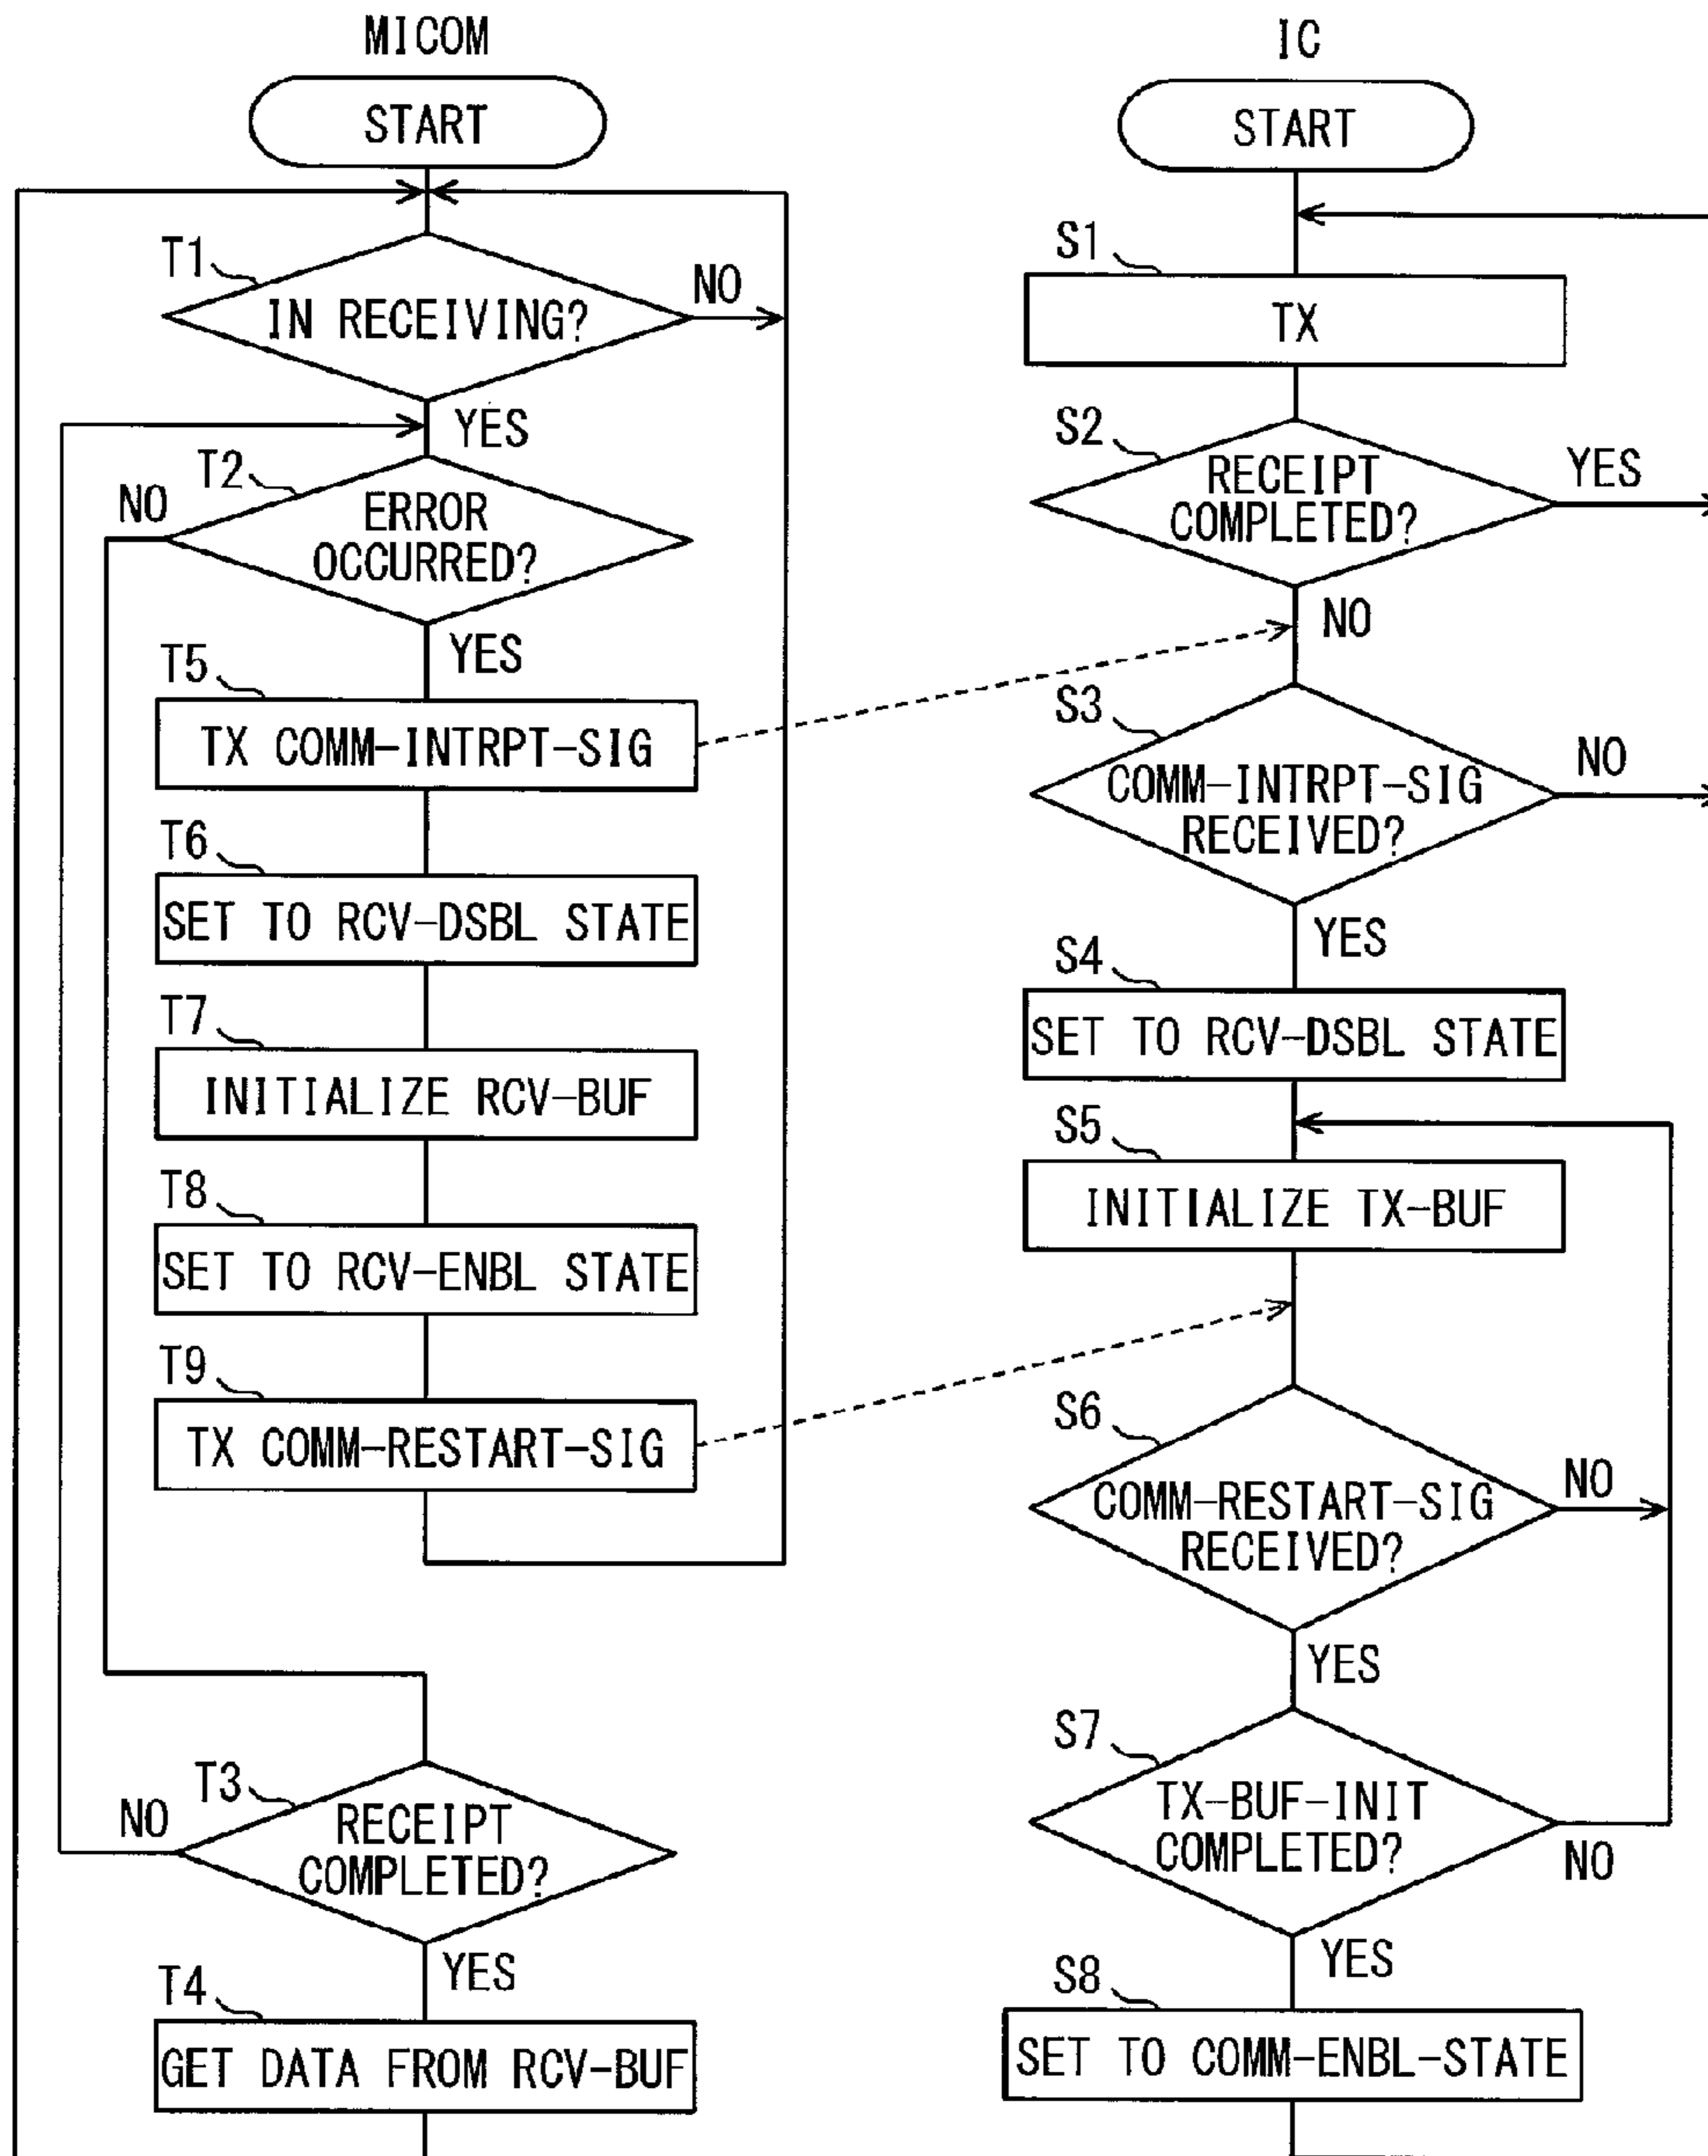 MICOM
START
T1
IN RECEIVING?
NO
YES
T2
NO
ERROR
OCCURRED?
YES
T5
TX COMM-INTRPT-SIG
T6
SET TO RCV-DSBL STATE
T7
INITIALIZE RCV-BUF
T8
SET TO RCV-ENBL STATE
T9
TX COMM-RESTART-SIG
T3
NO
RECEIPT
COMPLETED?
YES
T4
GET DATA FROM RCV-BUF
IC
START
S1
TX
S2
RECEIPT
COMPLETED?
YES
NO
S3
COMM-INTRPT-SIG
RECEIVED?
NO
YES
S4
SET TO RCV-DSBL STATE
S5
INITIALIZE TX-BUF
S6
COMM-RESTART-SIG
RECEIVED?
NO
YES
S7
TX-BUF-INIT
COMPLETED?
NO
YES
S8
SET TO COMM-ENBL-STATE